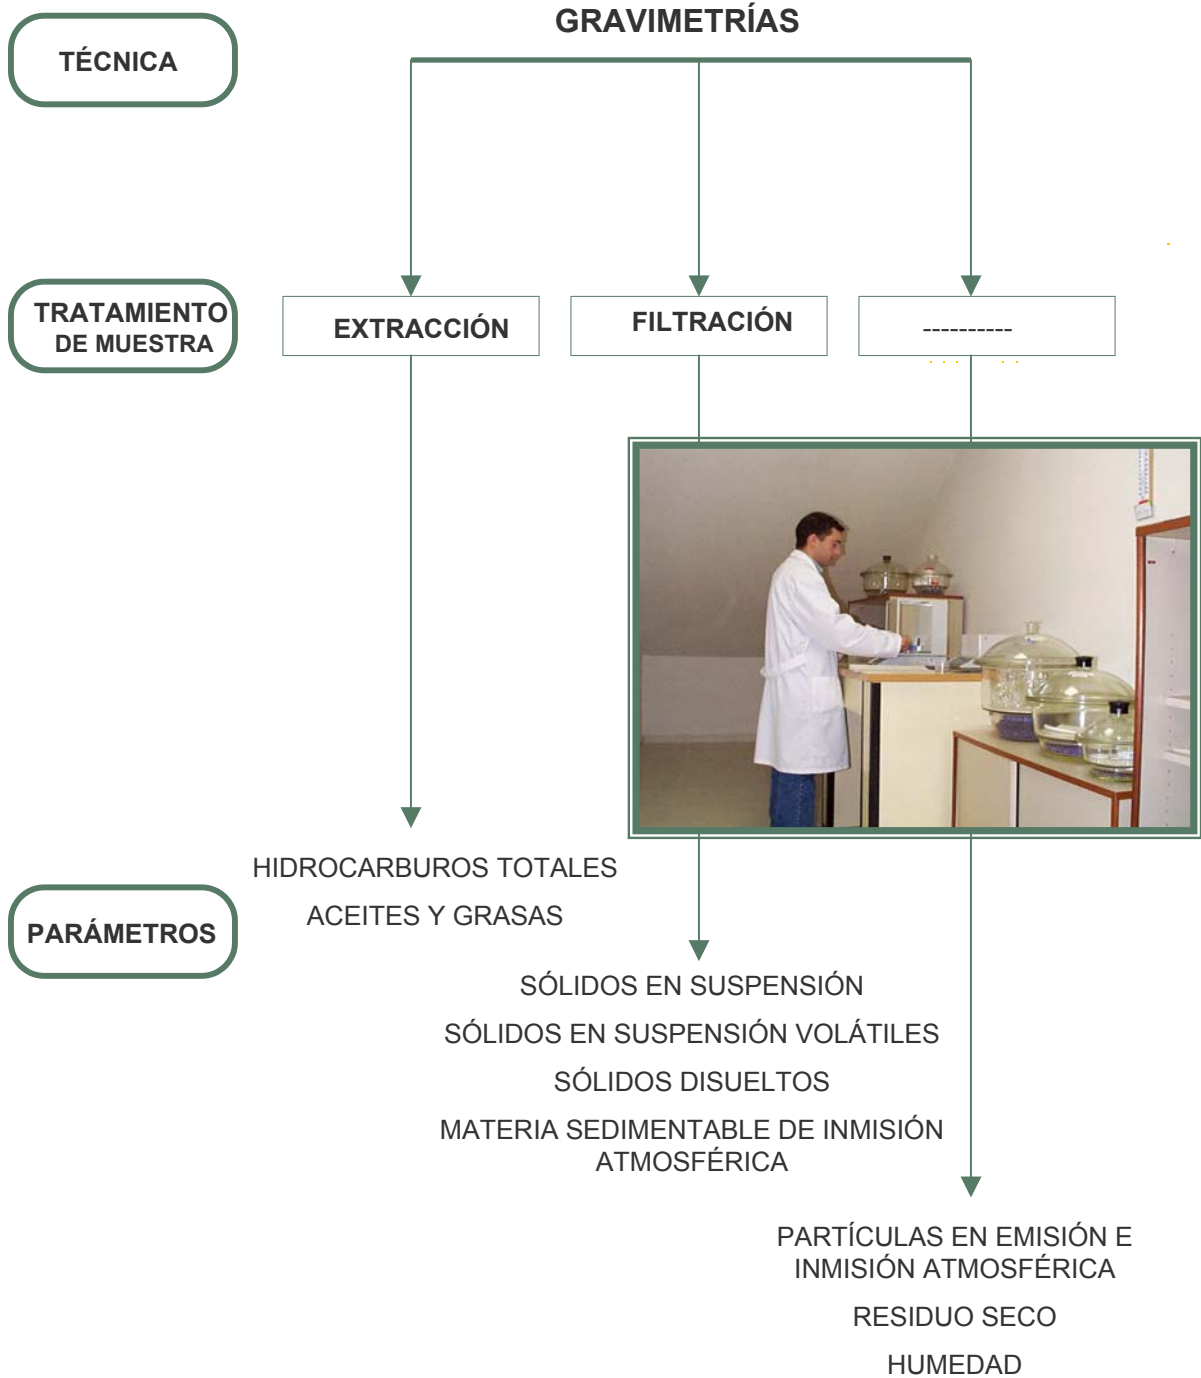 GRAVIMETRÍAS
TÉCNICA
TRATAMIENTO
DE MUESTRA
EXTRACCIÓN
FILTRACIÓN
----------
HIDROCARBUROS TOTALES
ACEITES Y GRASAS
PARÁMETROS
SÓLIDOS EN SUSPENSIÓN
SÓLIDOS EN SUSPENSIÓN VOLÁTILES
SÓLIDOS DISUELTOS
MATERIA SEDIMENTABLE DE INMISIÓN
ATMOSFÉRICA
PARTÍCULAS EN EMISIÓN E
INMISIÓN ATMOSFÉRICA
RESIDUO SECO
HUMEDAD